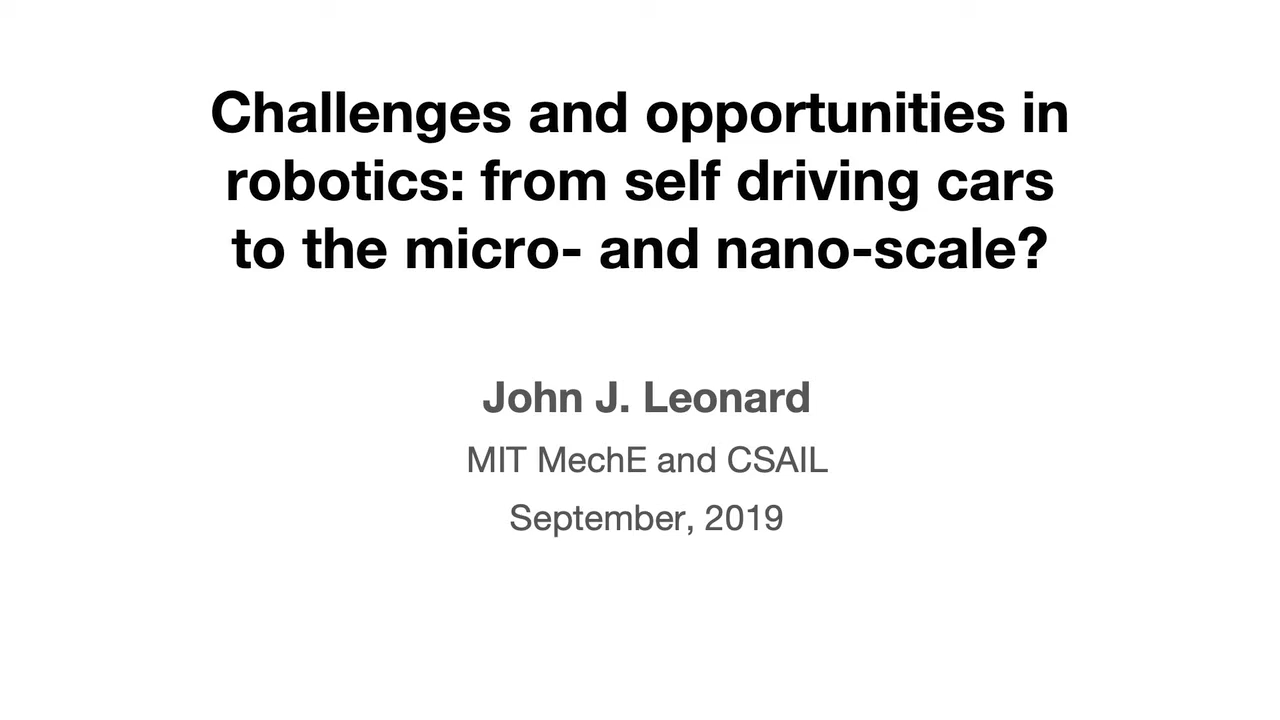 Challenges and opportunities in
robotics: from self driving cars
to the micro- and nano-scale?
John J. Leonard
MIT MechE and CSAIL
September, 2019